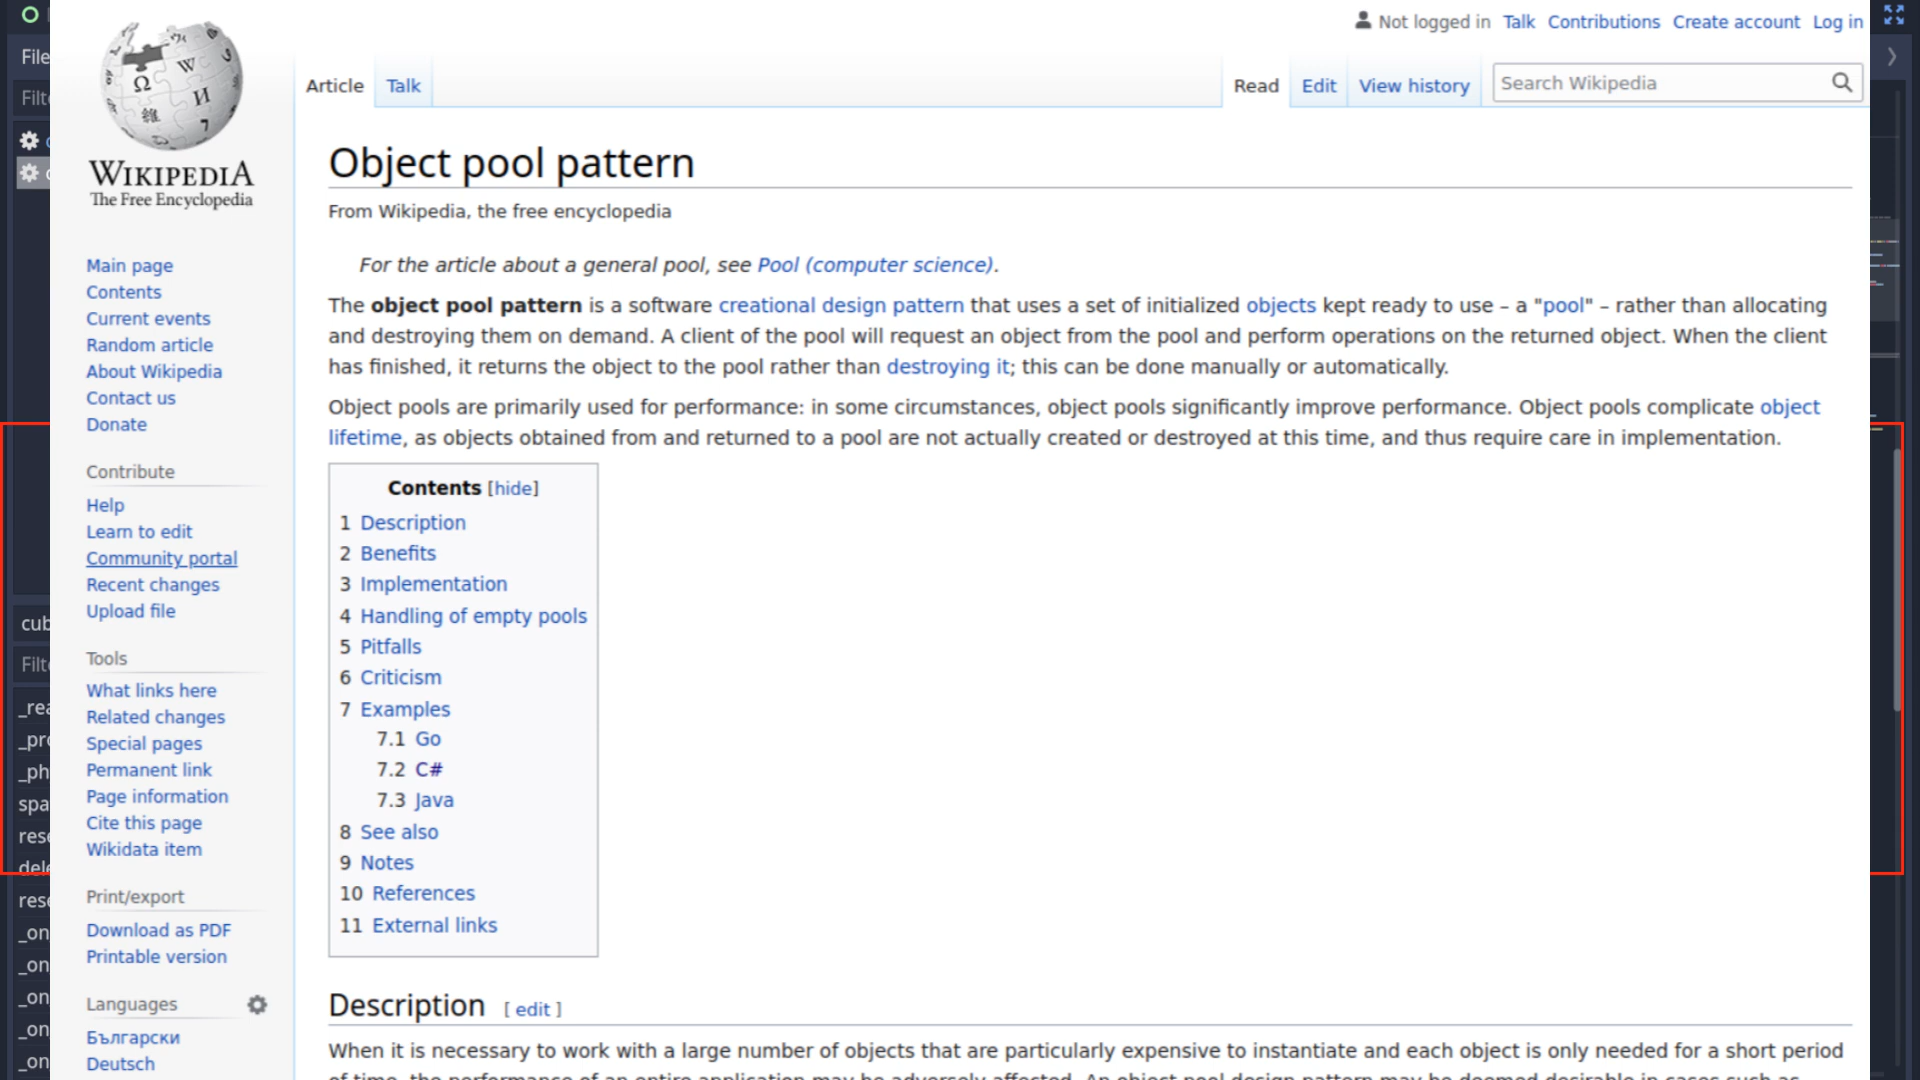 Not logged in Talk Contributions Create account Log in
File
Article Talk
Read Edit View history
Search Wikipedia
WIKIPEDIA
The Free Encyclopedia
Main page
Contents
Current events
Random article
About Wikipedia
Contact us
Donate
Contribute
Help
Learn to edit
Community portal
Recent changes
Upload file
Tools
What links here
Related changes
Special pages
Permanent link
Page information
Cite this page
Wikidata item
Print/export
Download as PDF
Printable version
Languages
Български
Deutsch
Object pool pattern
From Wikipedia, the free encyclopedia
For the article about a general pool, see Pool (computer science).
The object pool pattern is a software creational design pattern that uses a set of initialized objects kept ready to use – a "pool" – rather than allocating
and destroying them on demand. A client of the pool will request an object from the pool and perform operations on the returned object. When the client
has finished, it returns the object to the pool rather than destroying it; this can be done manually or automatically.
Object pools are primarily used for performance: in some circumstances, object pools significantly improve performance. Object pools complicate object
lifetime, as objects obtained from and returned to a pool are not actually created or destroyed at this time, and thus require care in implementation.
Contents [hide]
1 Description
2 Benefits
3 Implementation
4 Handling of empty pools
5 Pitfalls
6 Criticism
7 Examples
7.1 Go
7.2 C#
7.3 Java
8 See also
9 Notes
10 References
11 External links
Description [ edit ]
When it is necessary to work with a large number of objects that are particularly expensive to instantiate and each object is only needed for a short period